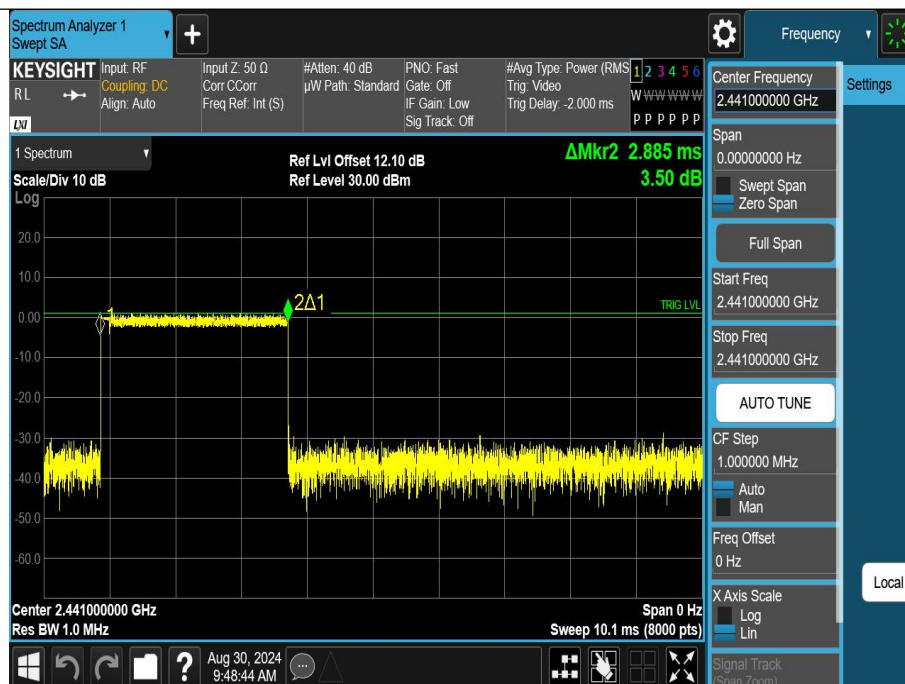 Spectrum Analyzer 1
Swept SA
+
Frequency
KEYSIGHT
RL
LXI
Input: RF
Coupling: DC
Align: Auto
Input Z: 50 Ω
Corr CCorr
Freq Ref: Int (S)
#Atten: 40 dB
µW Path: Standard
PNO: Fast
Gate: Off
IF Gain: Low
Sig Track: Off
#Avg Type: Power (RMS
Trig: Video
Trig Delay: -2.000 ms
1 2 3 4 5 6
W W W W W W
P P P P P P
1 Spectrum
Scale/Div 10 dB
Ref Lvl Offset 12.10 dB
Ref Level 30.00 dBm
ΔMkr2 2.885 ms
3.50 dB
Log
20.0
10.0
0.00
-10.0
-20.0
-30.0
-40.0
-50.0
-60.0
1
2Δ1
TRIG LVL
Center 2.441000000 GHz
Res BW 1.0 MHz
Span 0 Hz
Sweep 10.1 ms (8000 pts)
?
Aug 30, 2024
9:48:44 AM
Center Frequency
2.441000000 GHz
Settings
Span
0.00000000 Hz
Swept Span
Zero Span
Full Span
Start Freq
2.441000000 GHz
Stop Freq
2.441000000 GHz
AUTO TUNE
CF Step
1.000000 MHz
Auto
Man
Freq Offset
0 Hz
X Axis Scale
Log
Lin
Local
Signal Track
(Span Zoom)